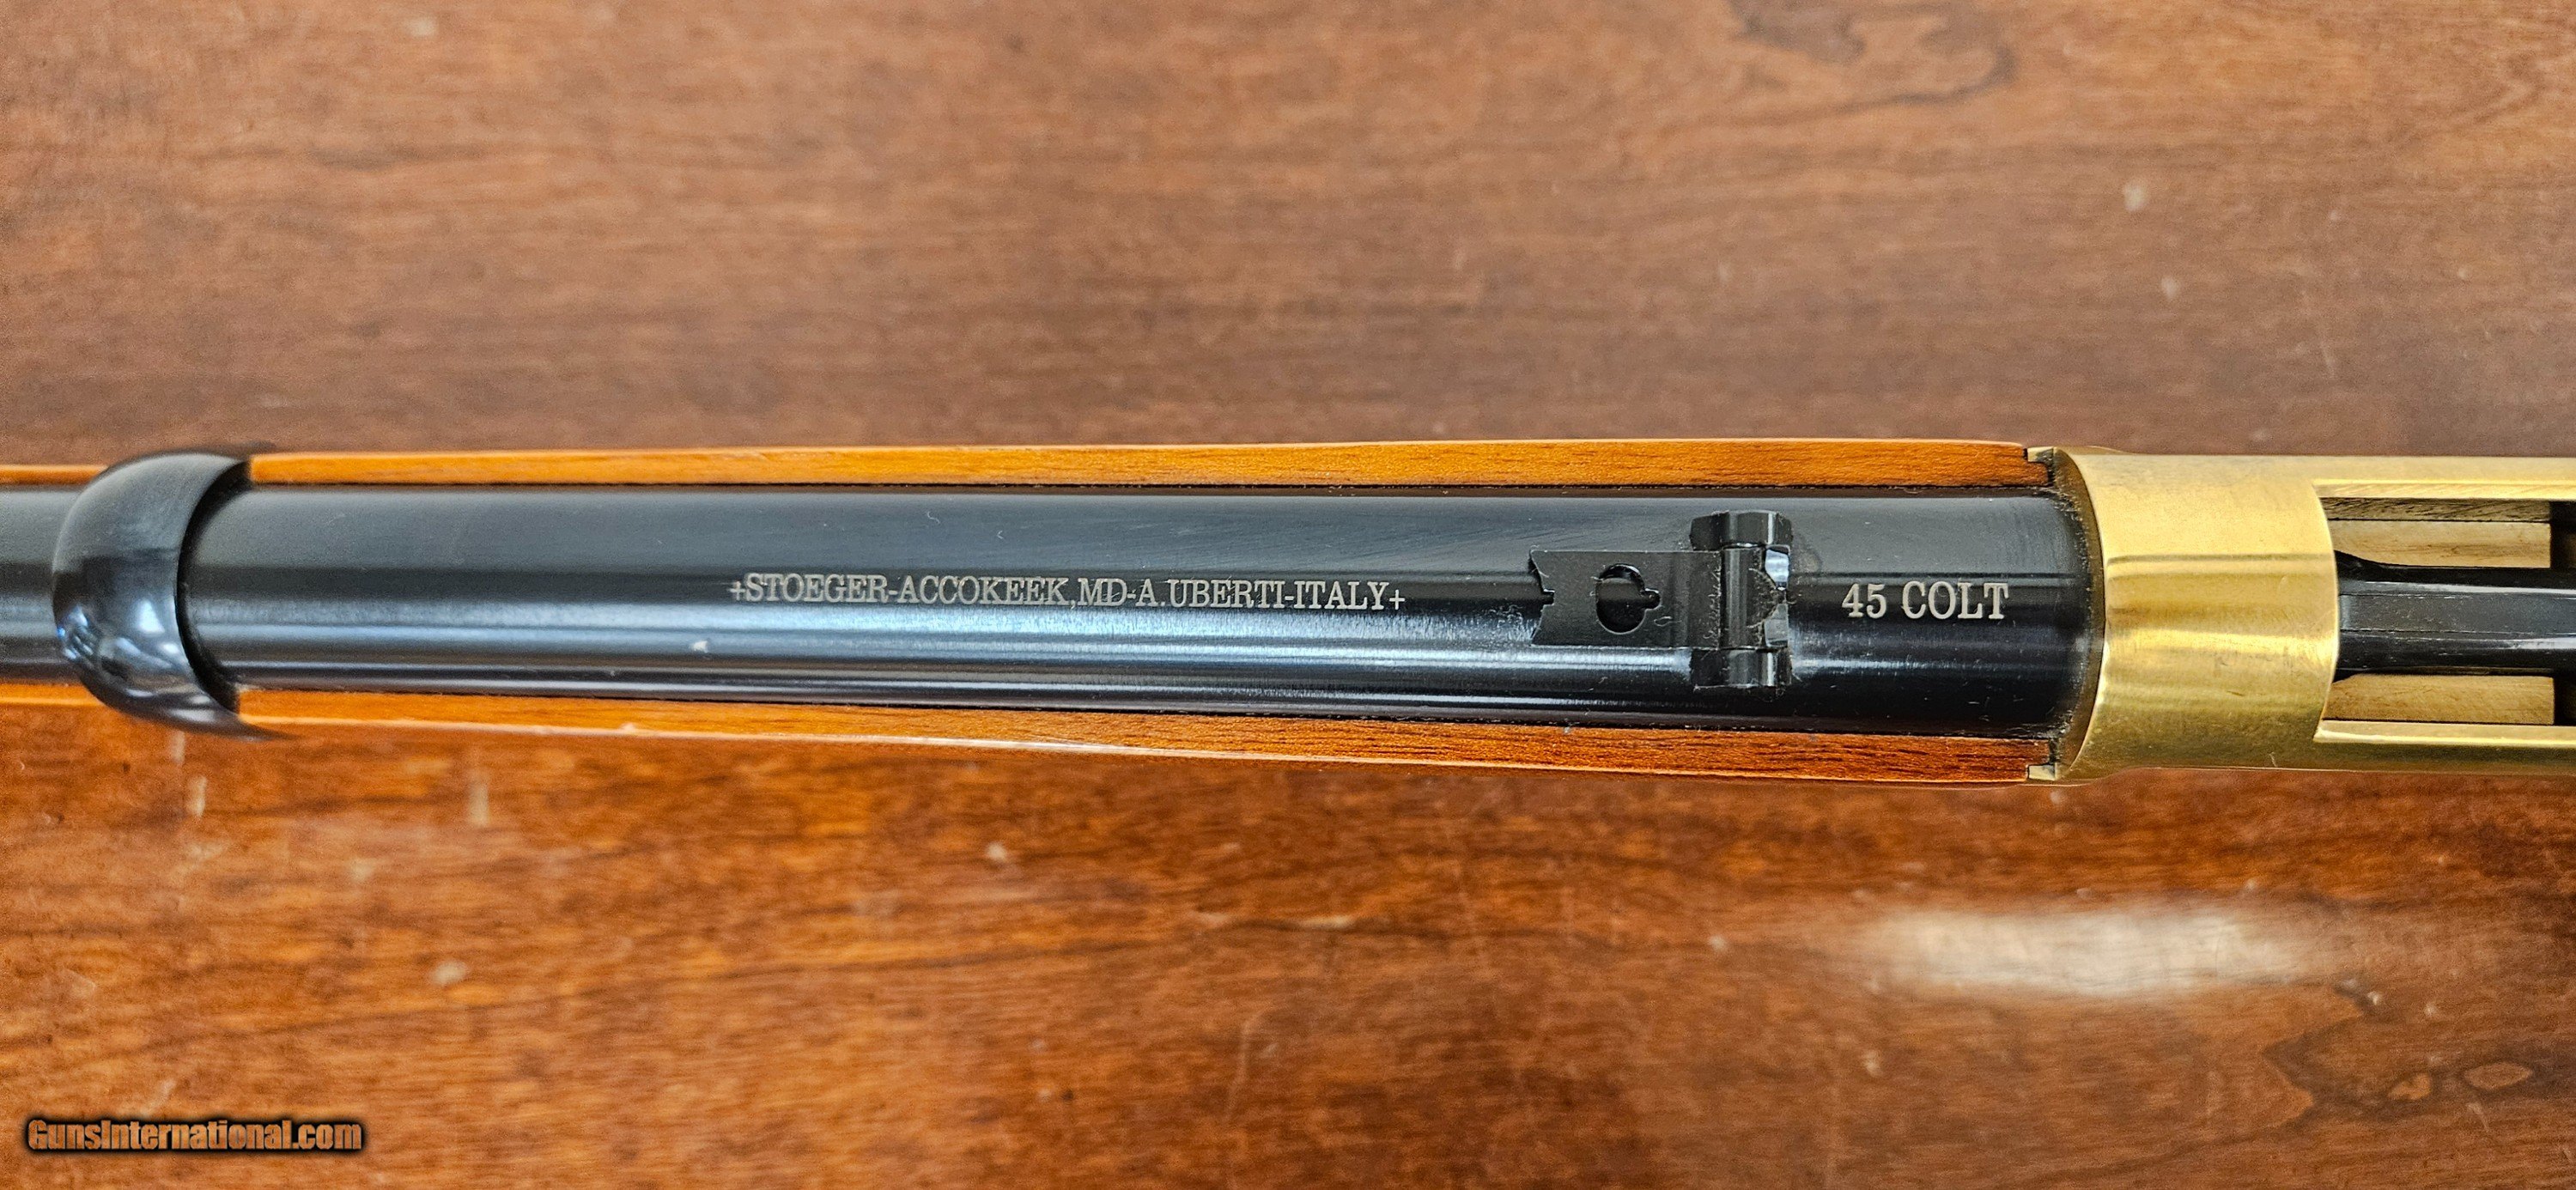 +STOEGER-ACCOKEEK,MD-A.UBERTI-ITALY+
45 COLT
GunsInternational.com